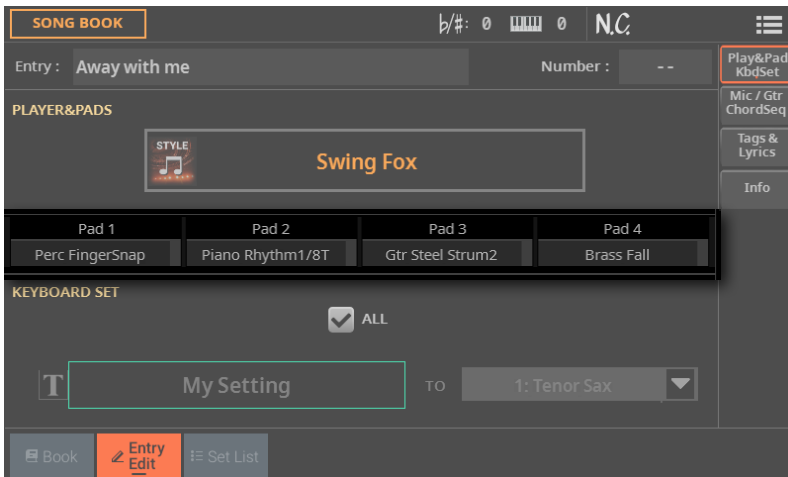 SONG BOOK
♭/#: 0 0 N.C.
Entry : Away with me Number : --
Play&Pad
KbdSet
PLAYER&PADS
Mic / Gtr
ChordSeq
STYLE
Swing Fox
Tags &
Lyrics
Info
Pad 1 Pad 2 Pad 3 Pad 4
Perc FingerSnap Piano Rhythm1/8T Gtr Steel Strum2 Brass Fall
KEYBOARD SET
ALL
T My Setting TO 1: Tenor Sax
Book Entry Edit Set List